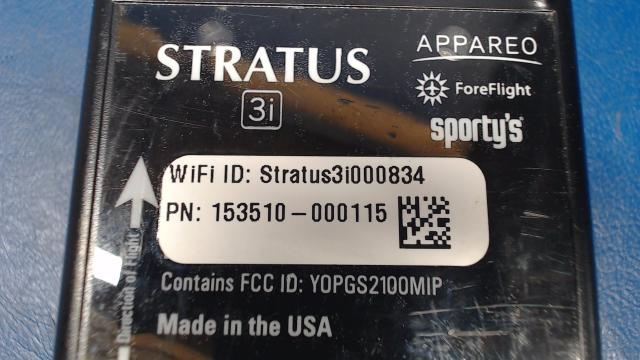 STRATUS
3i
APPAREO
ForeFlight
sporty's
WiFi ID: Stratus3i000834
PN: 153510-000115
Contains FCC ID: YOPGS2100MIP
Made in the USA
Direction of Flight